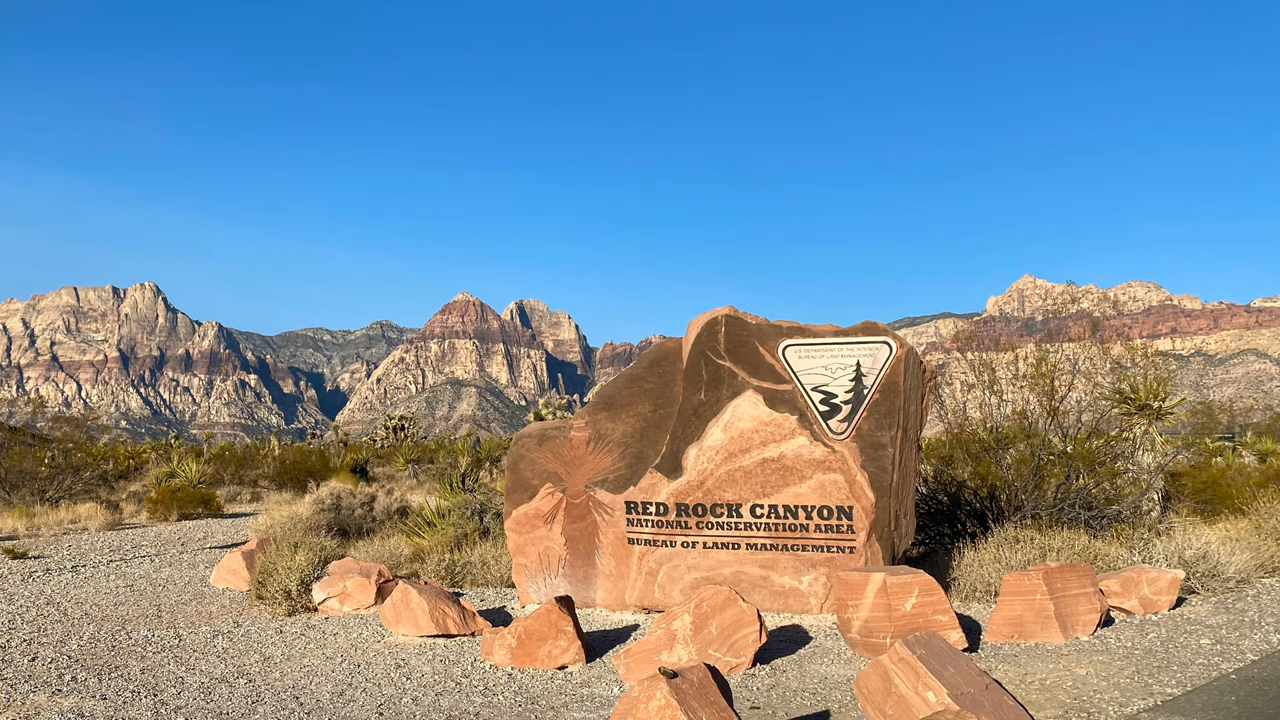 U.S. DEPARTMENT OF THE INTERIOR
BUREAU OF LAND MANAGEMENT
RED ROCK CANYON
NATIONAL CONSERVATION AREA
BUREAU OF LAND MANAGEMENT